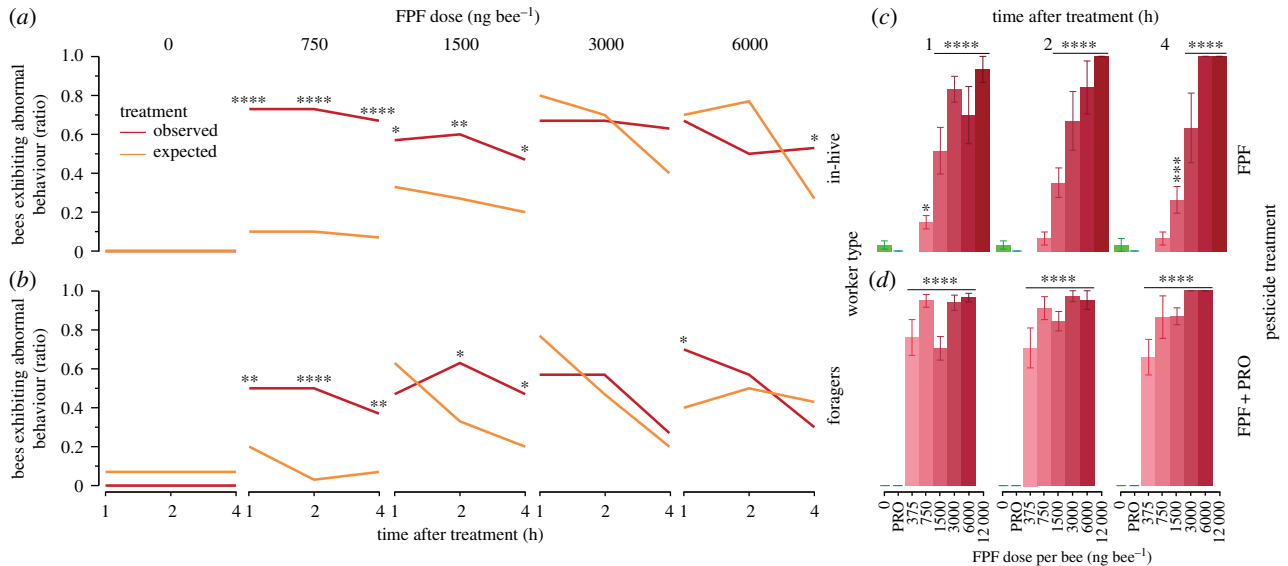 (a)
FPF dose (ng bee⁻¹)
0 750 1500 3000 6000
bees exhibiting abnormal
behaviour (ratio)
1.0
0.8
0.6
0.4
0.2
0
treatment
observed
expected
**** **** ****
* ** *
*
in-hive
(b)
bees exhibiting abnormal
behaviour (ratio)
1.0
0.8
0.6
0.4
0.2
0
** **** **
* *
*
foragers
worker type
1 2 4 1 2 4 1 2 4 1 2 4 1 2 4
time after treatment (h)
(c)
time after treatment (h)
1 **** 2 **** 4 ****
*
***
FPF
(d)
**** **** ****
FPF + PRO
pesticide treatment
0 PRO 375 750 1500 3000 6000 12 000
0 PRO 375 750 1500 3000 6000 12 000
0 PRO 375 750 1500 3000 6000 12 000
FPF dose per bee (ng bee⁻¹)